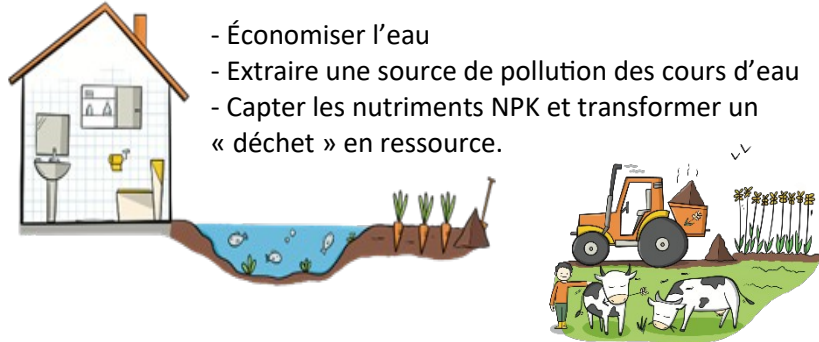 - Économiser l’eau
- Extraire une source de pollution des cours d’eau
- Capter les nutriments NPK et transformer un
« déchet » en ressource.